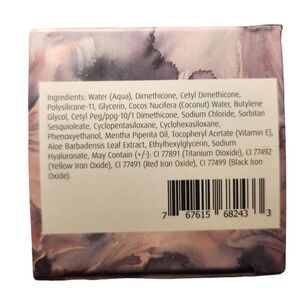 Ingredients: Water (Aqua), Dimethicone, Cetyl Dimethicone,
Polysilicone-11, Glycerin, Cocos Nucifera (Coconut) Water, Butylene
Glycol, Cetyl Peg/ppg-10/1 Dimethicone, Sodium Chloride, Sorbitan
Sesquioleate, Cyclopentasiloxane, Cyclohexasiloxane,
Phenoxyethanol, Mentha Pipenta Oil, Tocopheryl Acetate (Vitamin E),
Aloe Barbadensis Leaf Extract, Ethylhexylglycerin, Sodium
Hyaluronate, May Contain (+/-): CI 77891 (Titanium Dioxide), CI 77492
(Yellow Iron Oxide), CI 77491 (Red Iron Oxide), CI 77499 (Black Iron
Oxide).
7 67615 68243 3